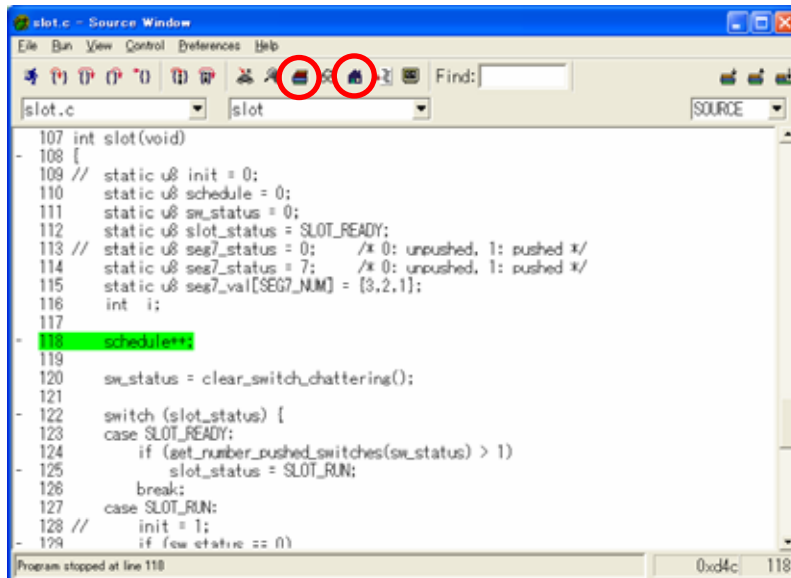 slot.c - Source Window
File Run View Control Preferences Help
Find:
slot.c slot SOURCE
107 int slot(void)
- 108 {
109 // static u8 init = 0;
110 static u8 schedule = 0;
111 static u8 sw_status = 0;
112 static u8 slot_status = SLOT_READY;
113 // static u8 seg7_status = 0; /* 0: unpushed, 1: pushed */
114 static u8 seg7_status = 7; /* 0: unpushed, 1: pushed */
115 static u8 seg7_val[SEG7_NUM] = {3,2,1};
116 int i;
117
- 118 schedule++;
119
- 120 sw_status = clear_switch_chattering();
121
- 122 switch (slot_status) {
123 case SLOT_READY:
- 124 if (get_number_pushed_switches(sw_status) > 1)
- 125 slot_status = SLOT_RUN;
126 break;
127 case SLOT_RUN:
128 // init = 1;
- 129 if (sw_status == 0)
Program stopped at line 118 0xd4c 118